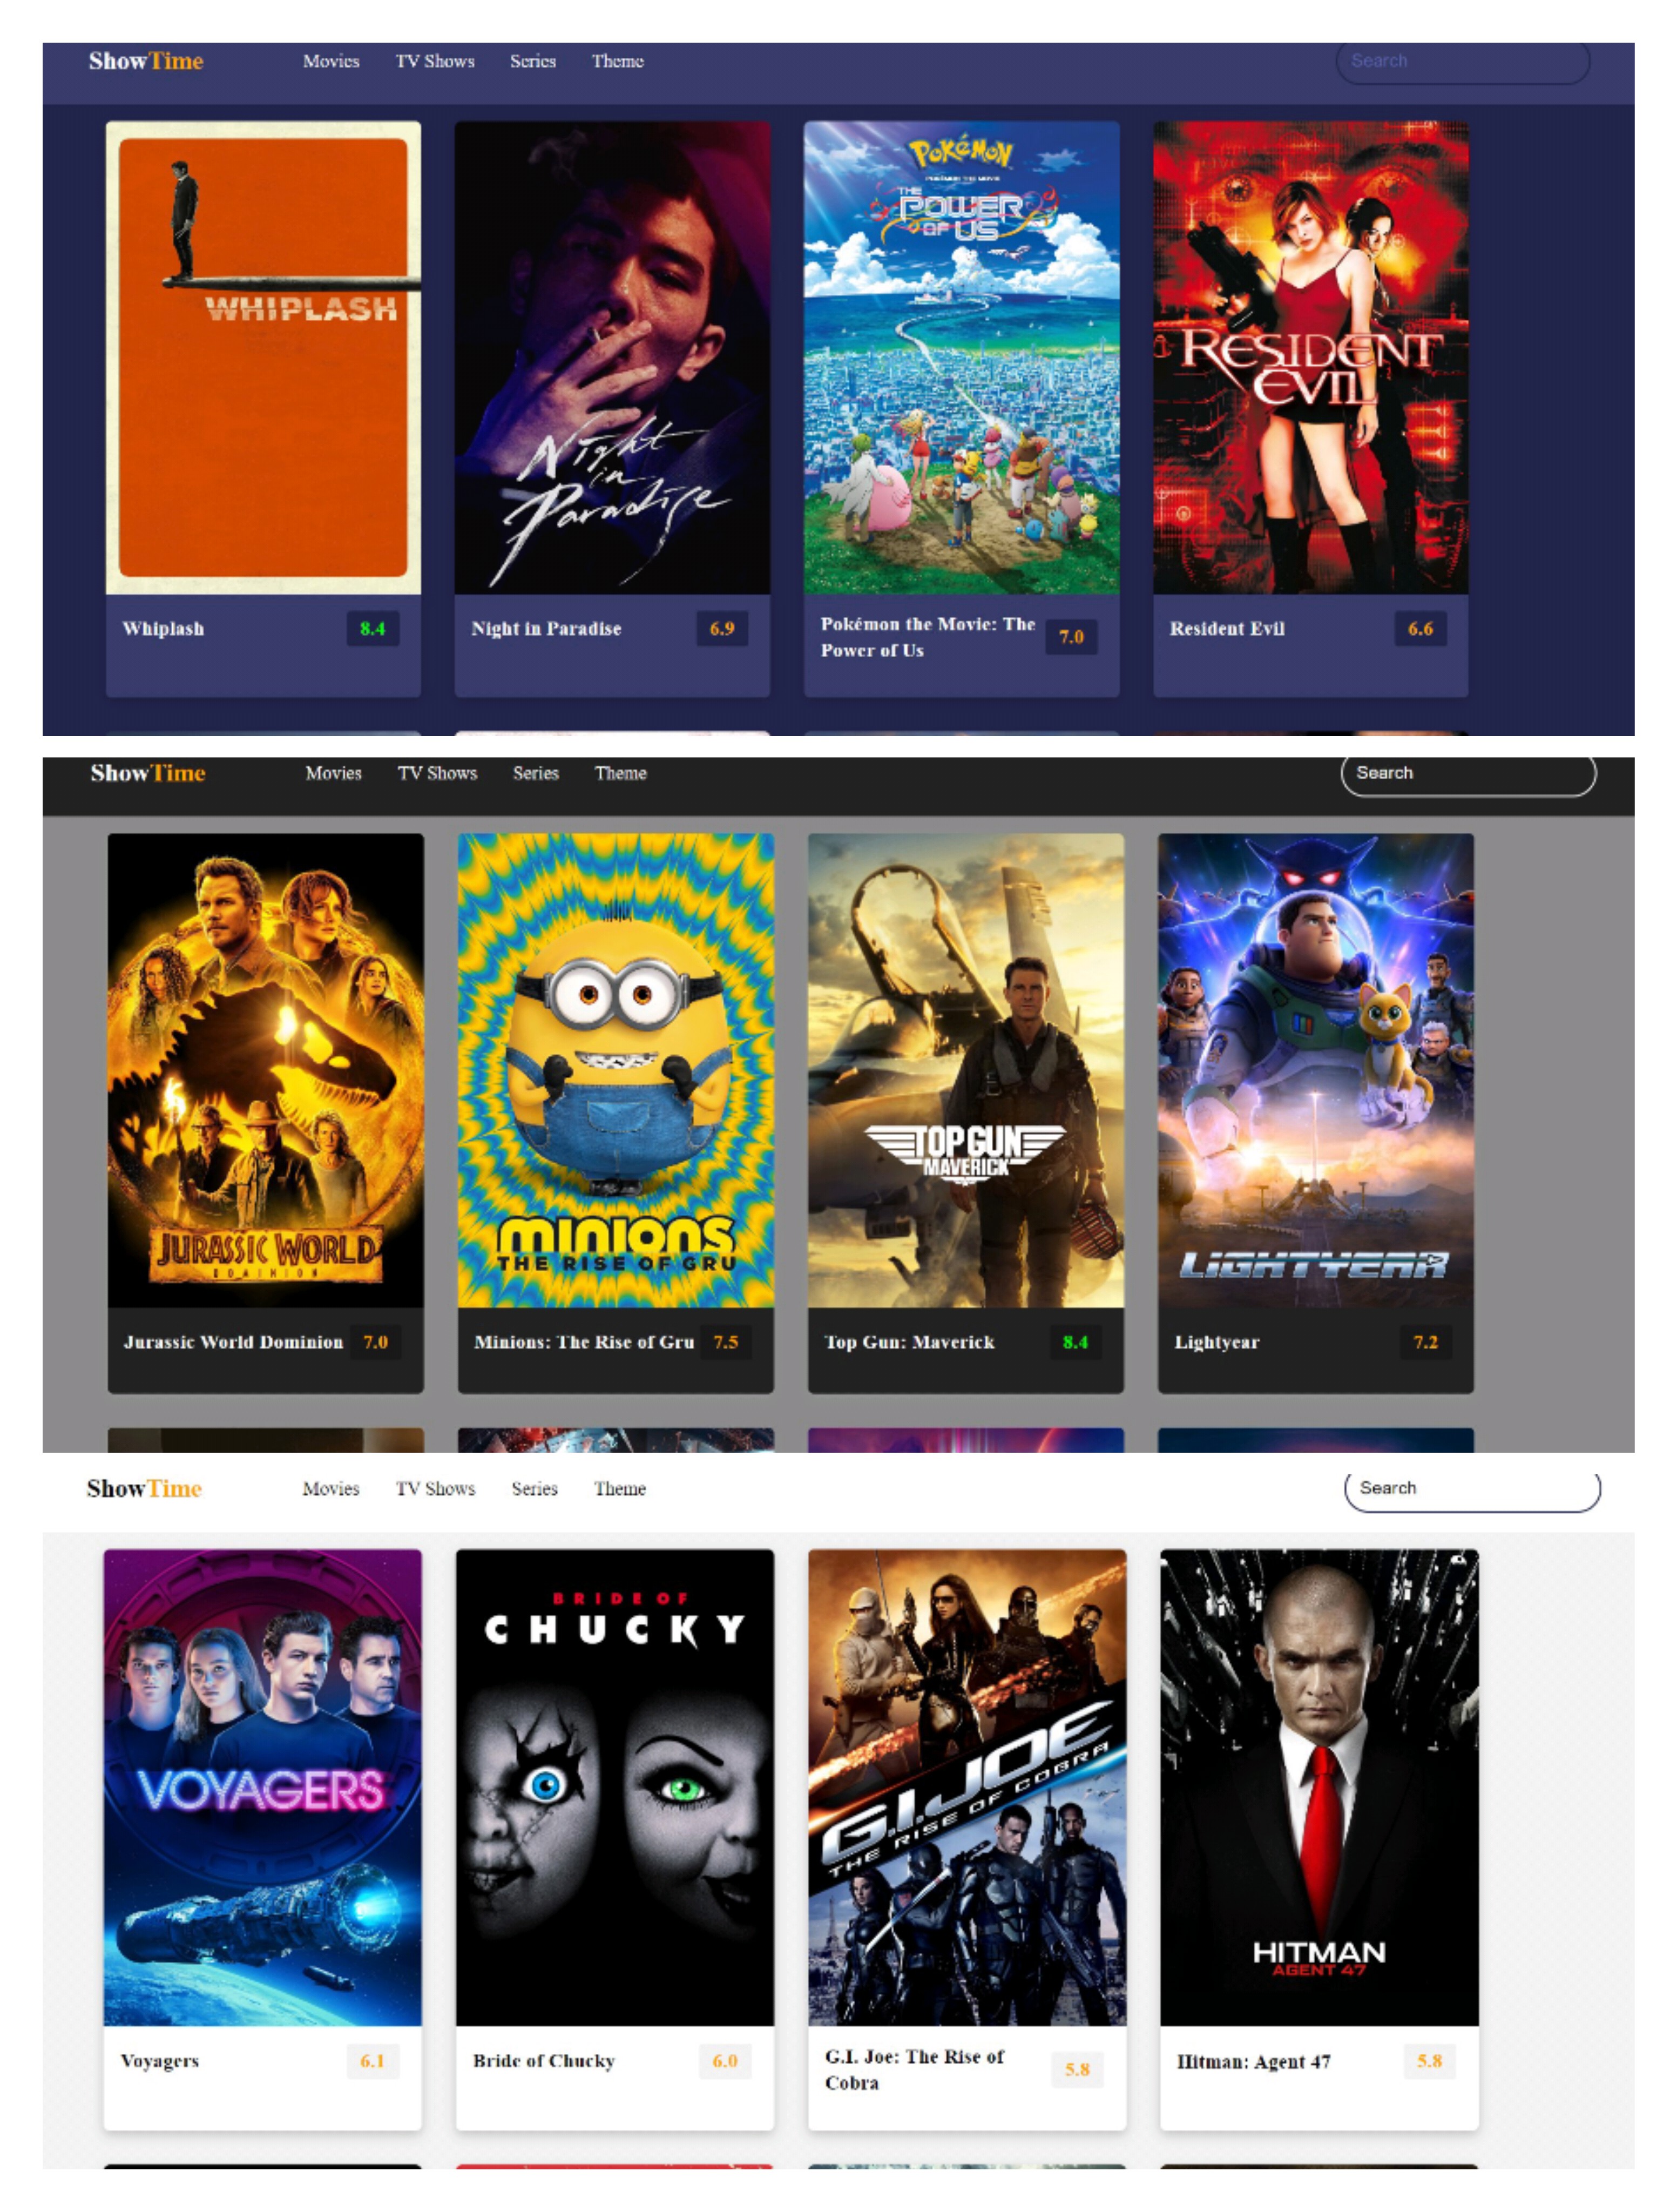 ShowTime Movies TV Shows Series Theme Search
WHIPLASH
Night
in
Paradise
POKéMON
POKÉMON THE MOVIE
THE
POWER
OF US
RESIDENT
EVIL
Whiplash 8.4
Night in Paradise 6.9
Pokémon the Movie: The
Power of Us 7.0
Resident Evil 6.6
ShowTime Movies TV Shows Series Theme Search
JURASSIC WORLD
DOMINION
MINIONS
THE RISE OF GRU
TOP GUN
MAVERICK
LIGHTYEAR
Jurassic World Dominion 7.0
Minions: The Rise of Gru 7.5
Top Gun: Maverick 8.4
Lightyear 7.2
ShowTime Movies TV Shows Series Theme Search
VOYAGERS
BRIDE OF
CHUCKY
G.I. JOE
THE RISE OF COBRA
HITMAN
AGENT 47
Voyagers 6.1
Bride of Chucky 6.0
G.I. Joe: The Rise of
Cobra 5.8
Hitman: Agent 47 5.8